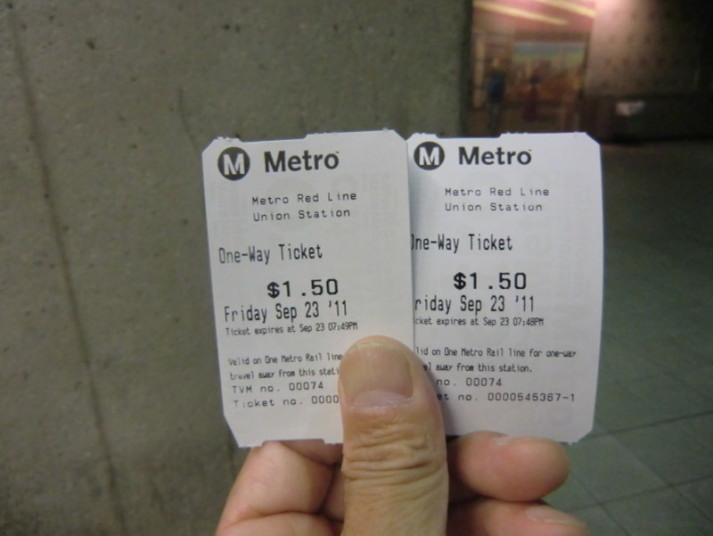 M Metro
Metro Red Line
Union Station
One-Way Ticket
$1.50
Friday Sep 23 '11
Ticket expires at Sep 23 07:49PM
Valid on One Metro Rail line
travel away from this
TVM no. 00074
Ticket no. 0000
M Metro
Metro Red Line
Union Station
One-Way Ticket
$1.50
riday Sep 23 '11
cket expires at Sep 23 07:48PM
lid on One Metro Rail line for one-way
el away from this station.
no. 00074
et no. 0000545367-1